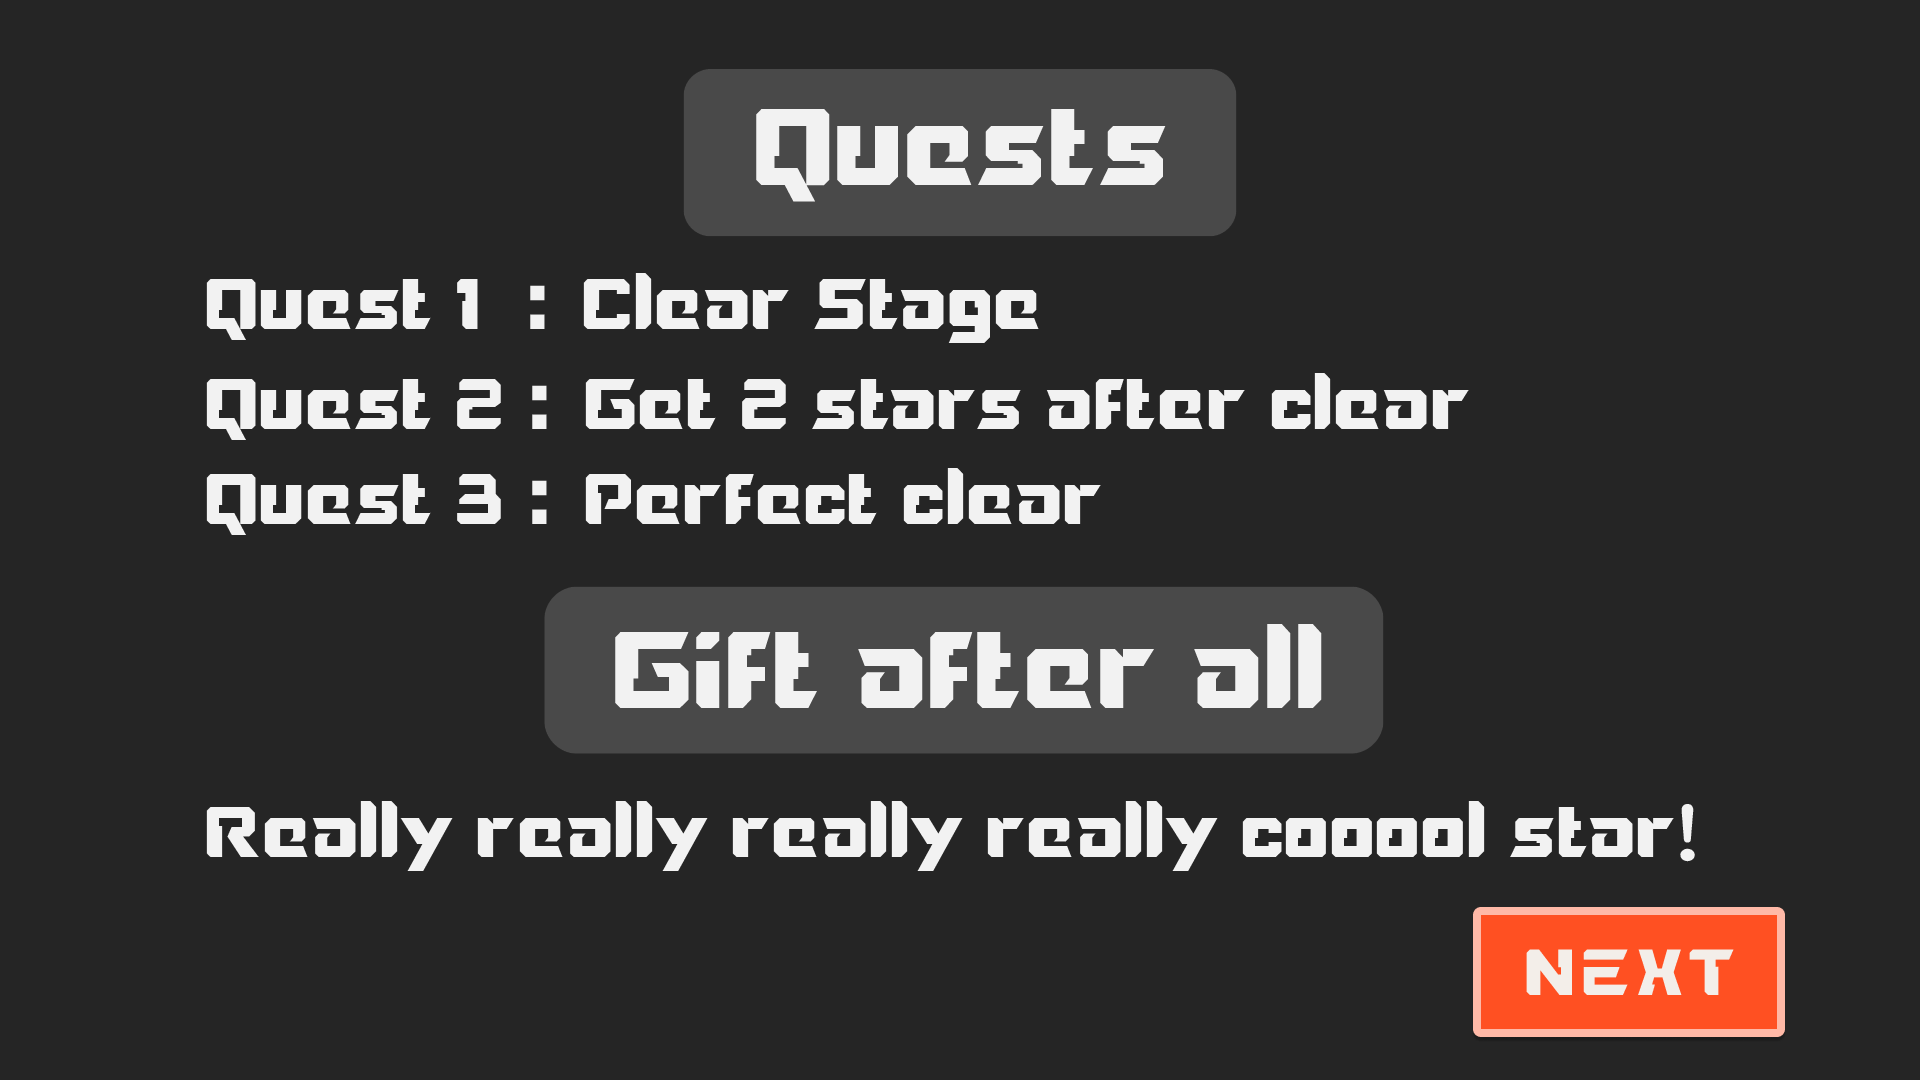 Quests
Quest 1 : Clear Stage
Quest 2 : Get 2 stars after clear
Quest 3 : Perfect clear
Gift after all
Really really really really cooool star!
NEXT